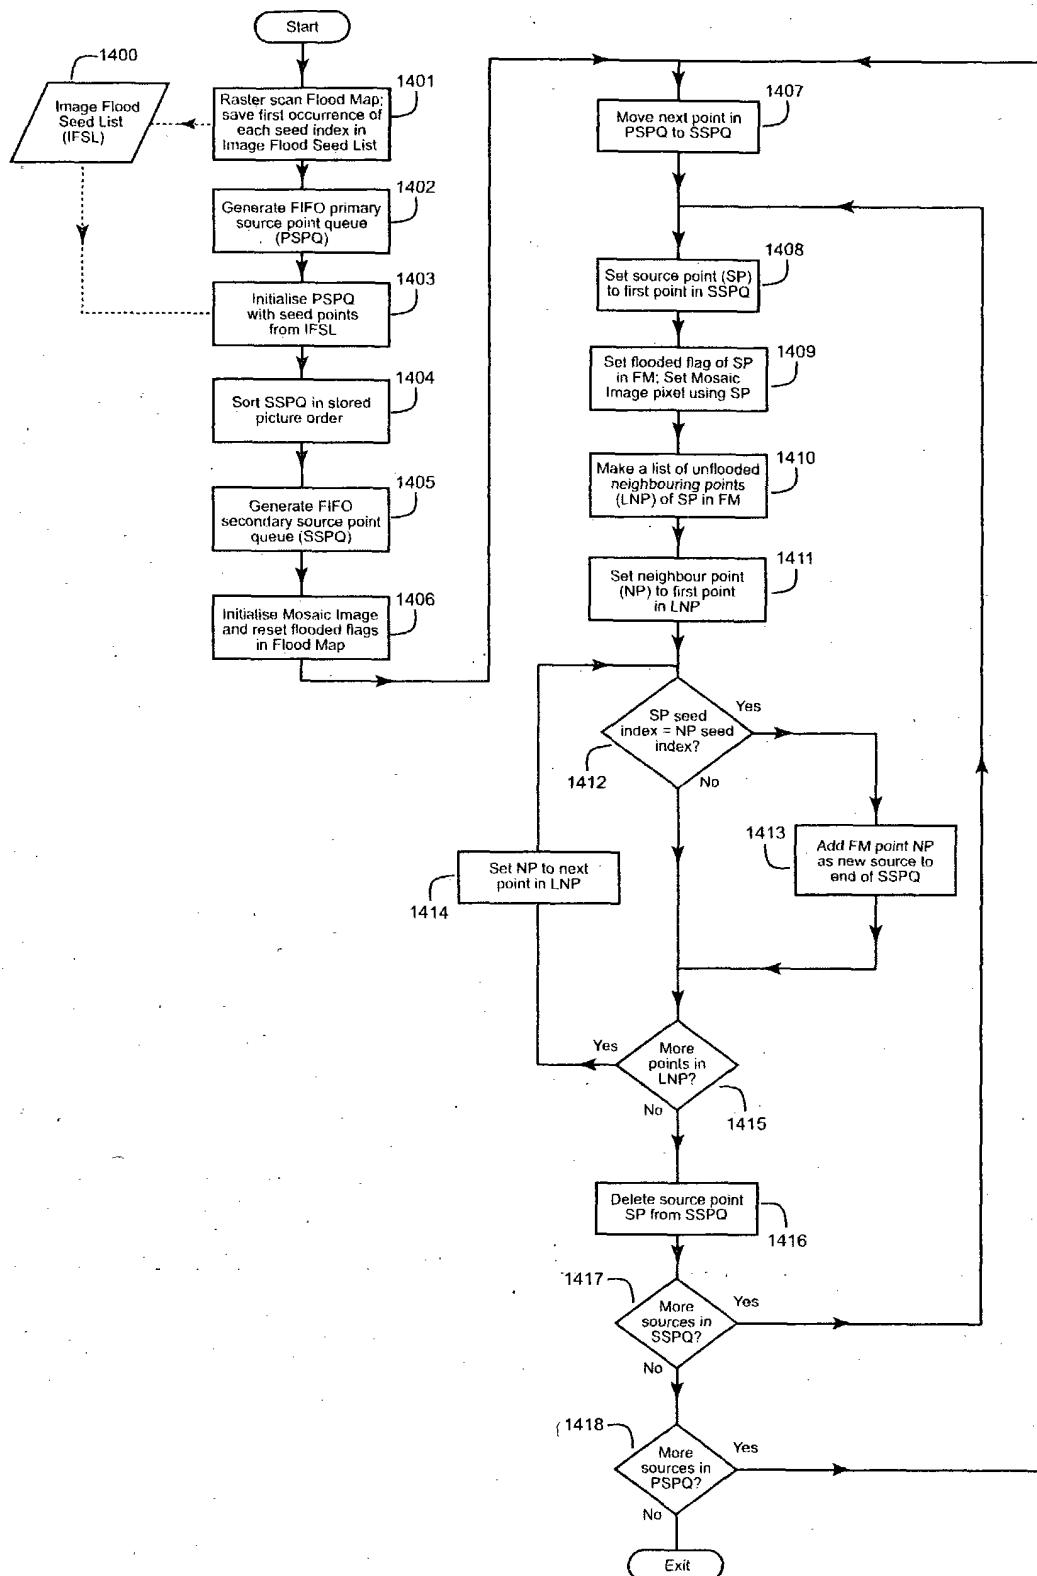 Start
1400
Image Flood
Seed List
(IFSL)
1401
Raster scan Flood Map;
save first occurrence of
each seed index in
Image Flood Seed List
1402
Generate FIFO primary
source point queue
(PSPQ)
1403
Initialise PSPQ
with seed points
from IFSL
1404
Sort SSPQ in stored
picture order
1405
Generate FIFO
secondary source point
queue (SSPQ)
1406
Initialise Mosaic Image
and reset flooded flags
in Flood Map
1407
Move next point in
PSPQ to SSPQ
1408
Set source point (SP)
to first point in SSPQ
1409
Set flooded flag of SP
in FM; Set Mosaic
Image pixel using SP
1410
Make a list of unflooded
neighbouring points
(LNP) of SP in FM
1411
Set neighbour point
(NP) to first point
in LNP
SP seed
index = NP seed
index?
Yes
1412
No
1413
Add FM point NP
as new source to
end of SSPQ
Set NP to next
point in LNP
1414
Yes
More
points in
LNP?
No
1415
Delete source point
SP from SSPQ
1416
1417
More
sources in
SSPQ?
Yes
No
1418
More
sources in
PSPQ?
Yes
No
Exit